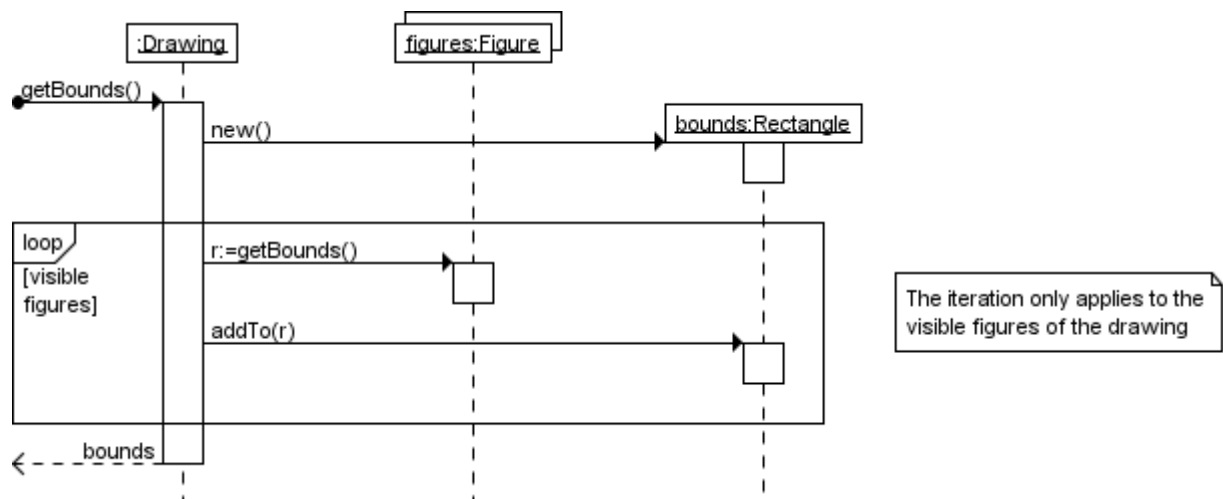 :Drawing
figures:Figure
getBounds()
bounds:Rectangle
new()
loop
r:=getBounds()
[visible
figures]
The iteration only applies to the
visible figures of the drawing
addTo(r)
bounds